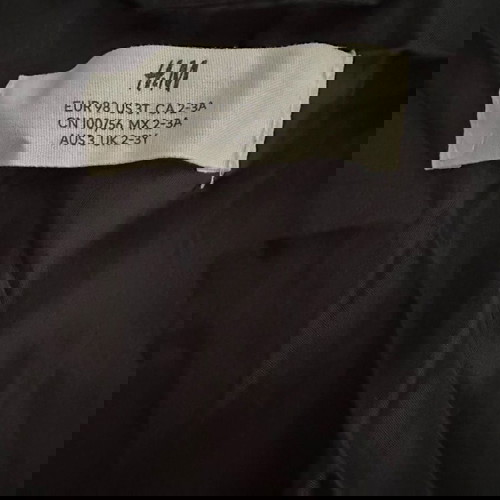 H&M
EUR 98 US 3T CA 2-3A
CN 100/56 MX 2-3A
AUS 3 UK 2-3Y